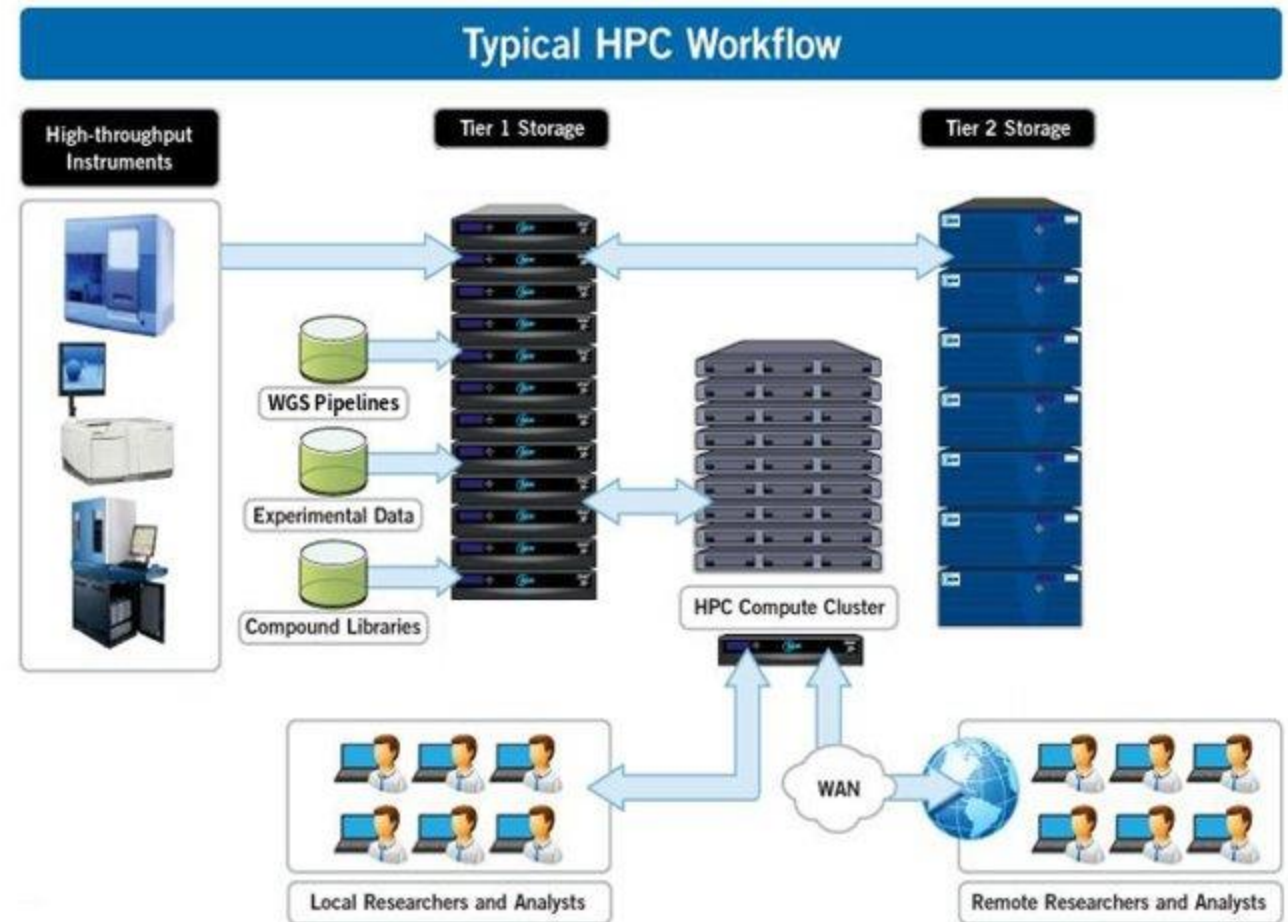 Typical HPC Workflow
High-throughput
Instruments
Tier 1 Storage
Tier 2 Storage
WGS Pipelines
Experimental Data
Compound Libraries
HPC Compute Cluster
WAN
Local Researchers and Analysts
Remote Researchers and Analysts